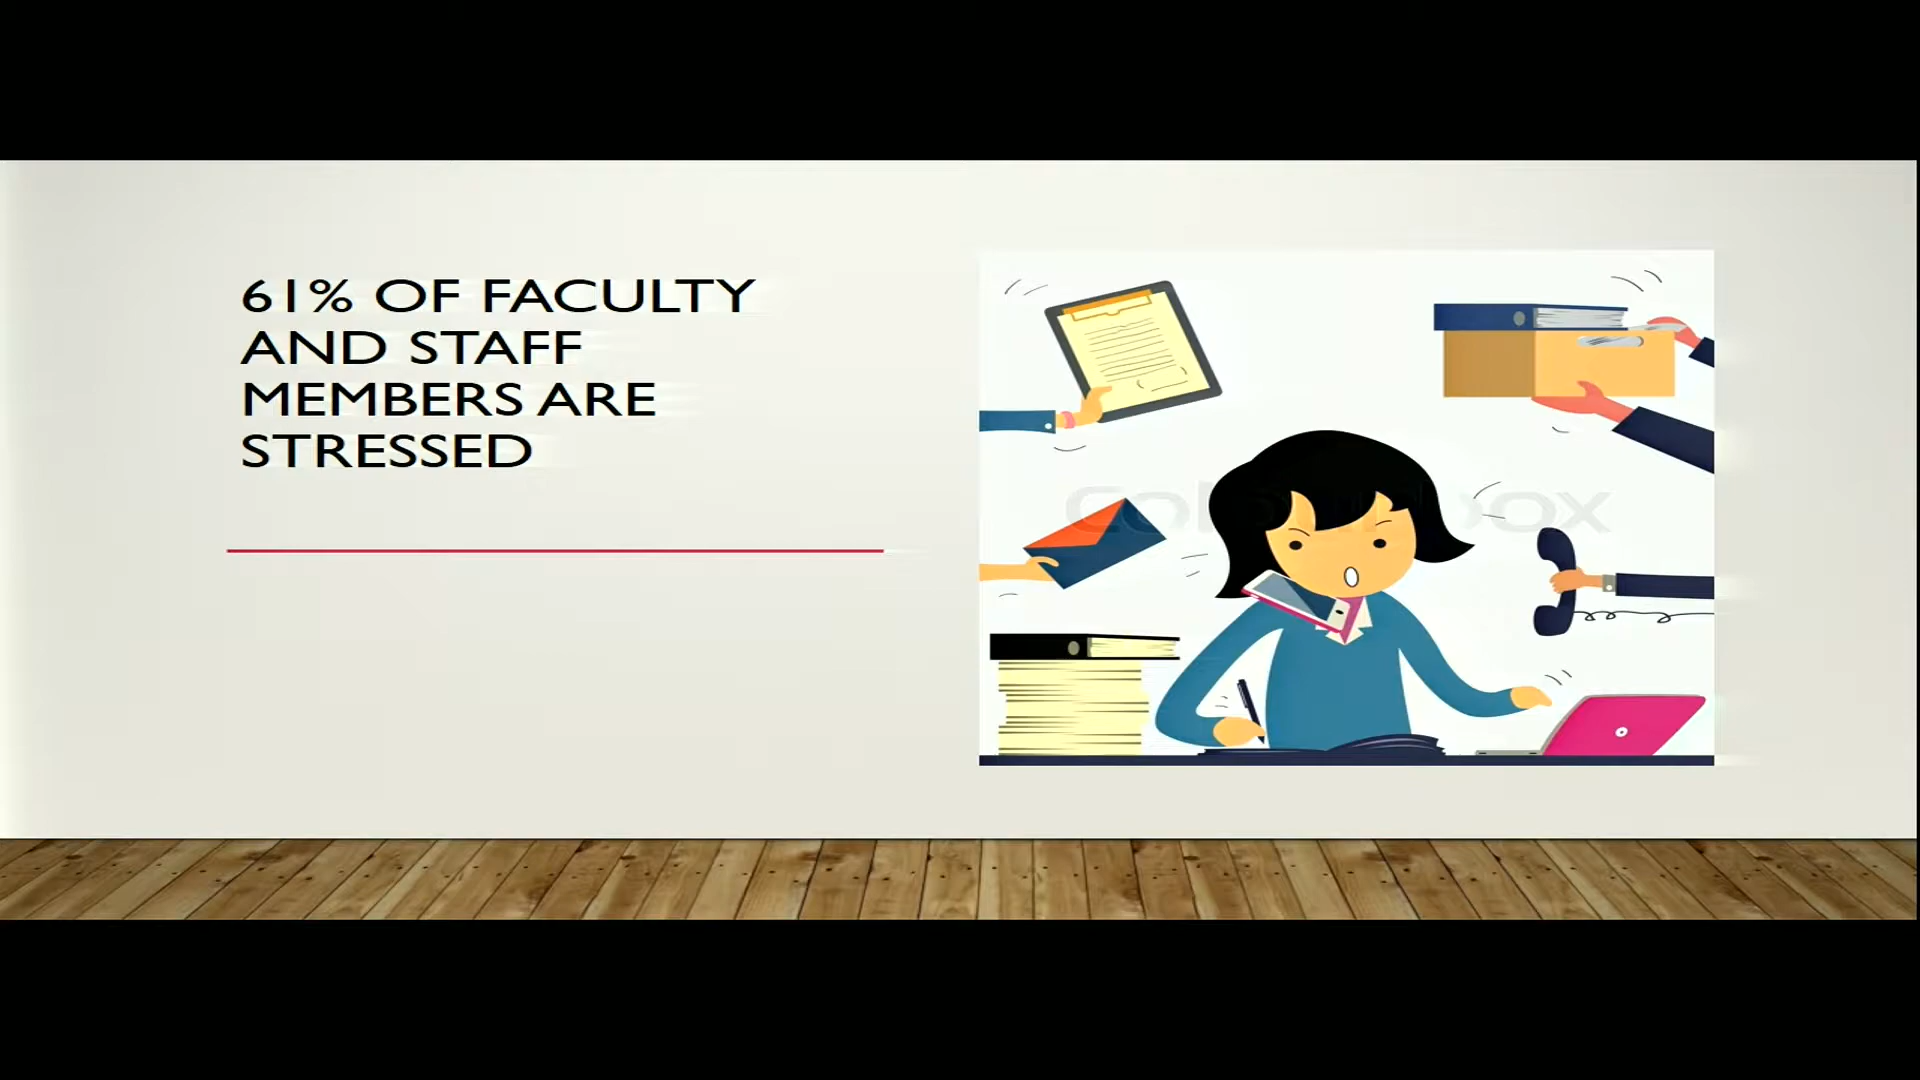 61% OF FACULTY
AND STAFF
MEMBERS ARE
STRESSED